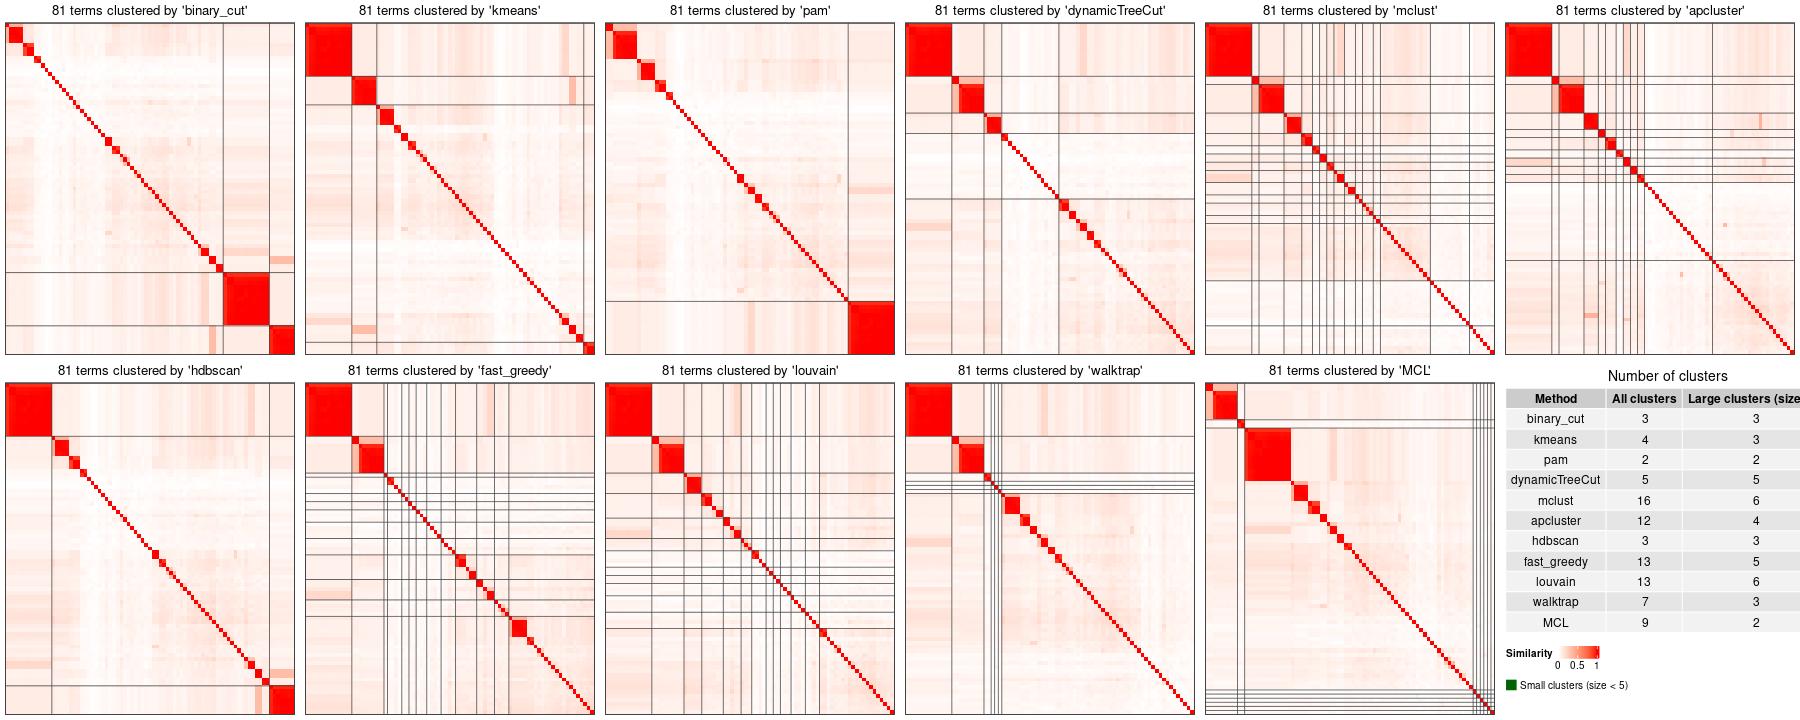 81 terms clustered by 'binary_cut'
81 terms clustered by 'kmeans'
81 terms clustered by 'pam'
81 terms clustered by 'dynamicTreeCut'
81 terms clustered by 'mclust'
81 terms clustered by 'apcluster'
81 terms clustered by 'hdbscan'
81 terms clustered by 'fast_greedy'
81 terms clustered by 'louvain'
81 terms clustered by 'walktrap'
81 terms clustered by 'MCL'
Number of clusters
Method All clusters Large clusters (size
binary_cut 3 3
kmeans 4 3
pam 2 2
dynamicTreeCut 5 5
mclust 16 6
apcluster 12 4
hdbscan 3 3
fast_greedy 13 5
louvain 13 6
walktrap 7 3
MCL 9 2
Similarity
0 0.5 1
Small clusters (size < 5)